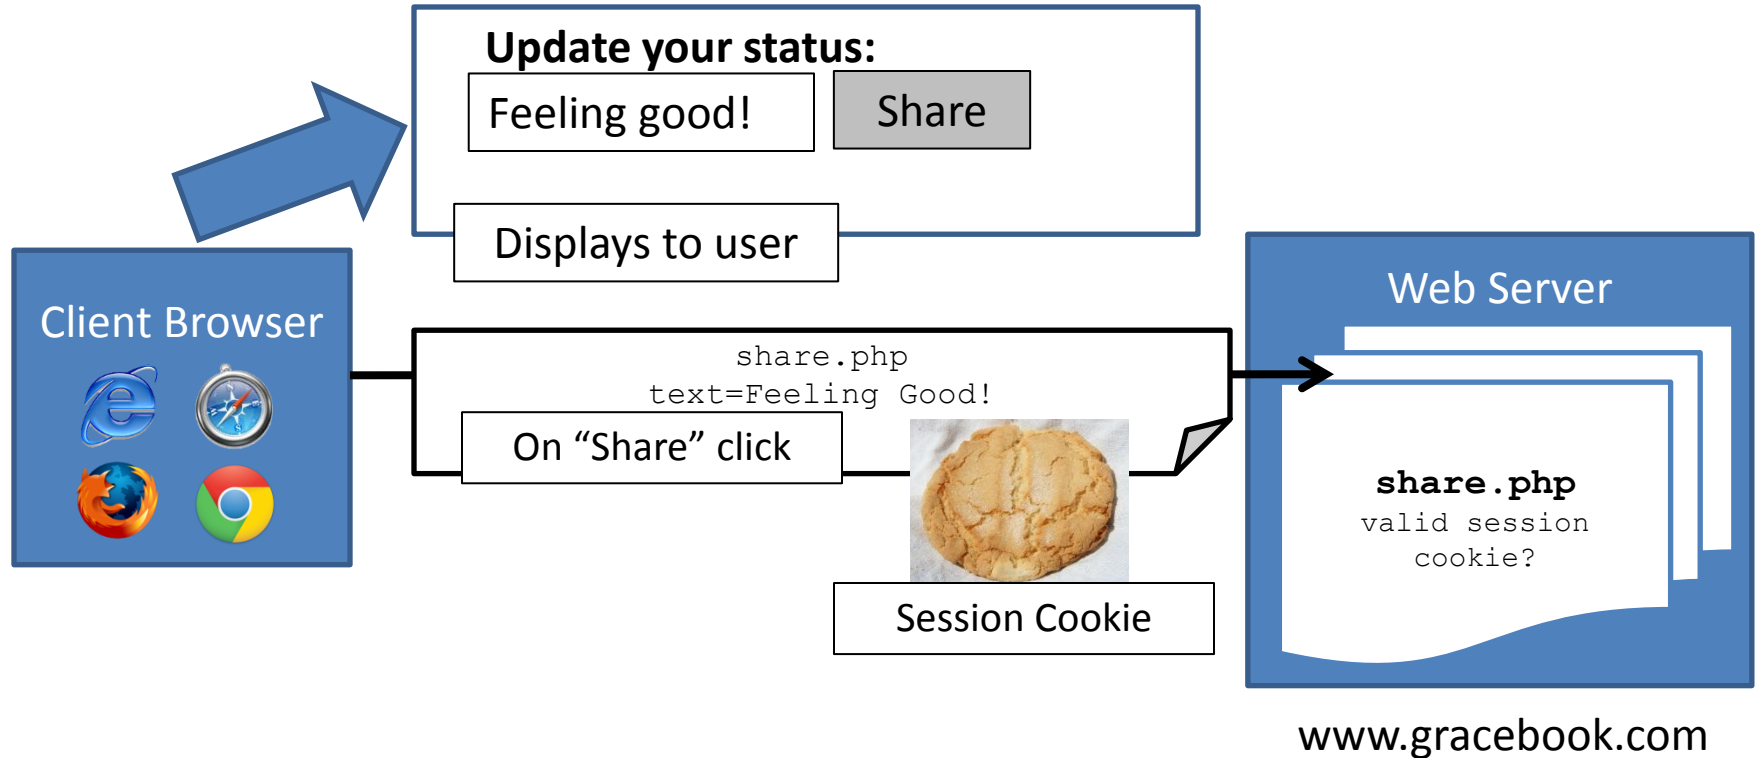 Update your status:
Feeling good!
Share
Displays to user
Client Browser
share.php
text=Feeling Good!
On “Share” click
Session Cookie
Web Server
share.php
valid session
cookie?
www.gracebook.com